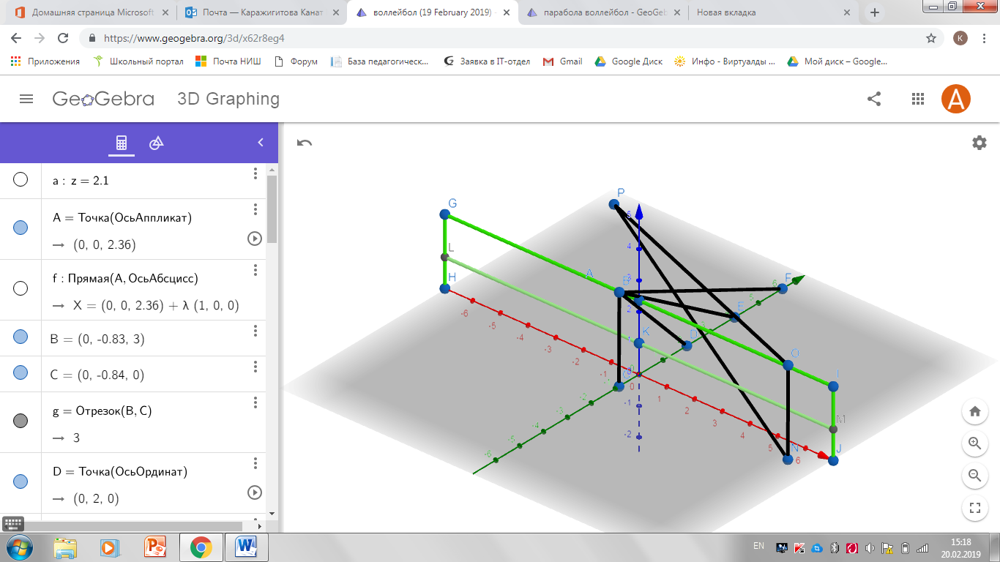 Домашняя страница Microsoft
Почта — Каражигитова Канат
воллейбол (19 February 2019) -
парабола воллейбол - GeoGeb
Новая вкладка
https://www.geogebra.org/3d/x62r8eg4
K
Приложения
Школьный портал
Почта НИШ
Форум
База педагогическ...
Заявка в IT-отдел
Gmail
Google Диск
Инфо - Виртуалды ...
Мой диск – Google...
GeoGebra
3D Graphing
A
a : z = 2.1
A = Точка(ОсьАппликат)
→ (0, 0, 2.36)
f : Прямая(A, ОсьАбсцисс)
→ X = (0, 0, 2.36) + λ (1, 0, 0)
B = (0, -0.83, 3)
C = (0, -0.84, 0)
g = Отрезок(B, C)
→ 3
D = Точка(ОсьОрдинат)
→ (0, 2, 0)
P
G
5
4
L
A
3
B
F
H
6
5
2
E
-6
-5
-4
-3
-2
-1
K
D
3
O
I
0
1
2
3
4
5
6
-1
-2
-2
-3
-4
-5
-6
M
N
J
EN
15:18
20.02.2019